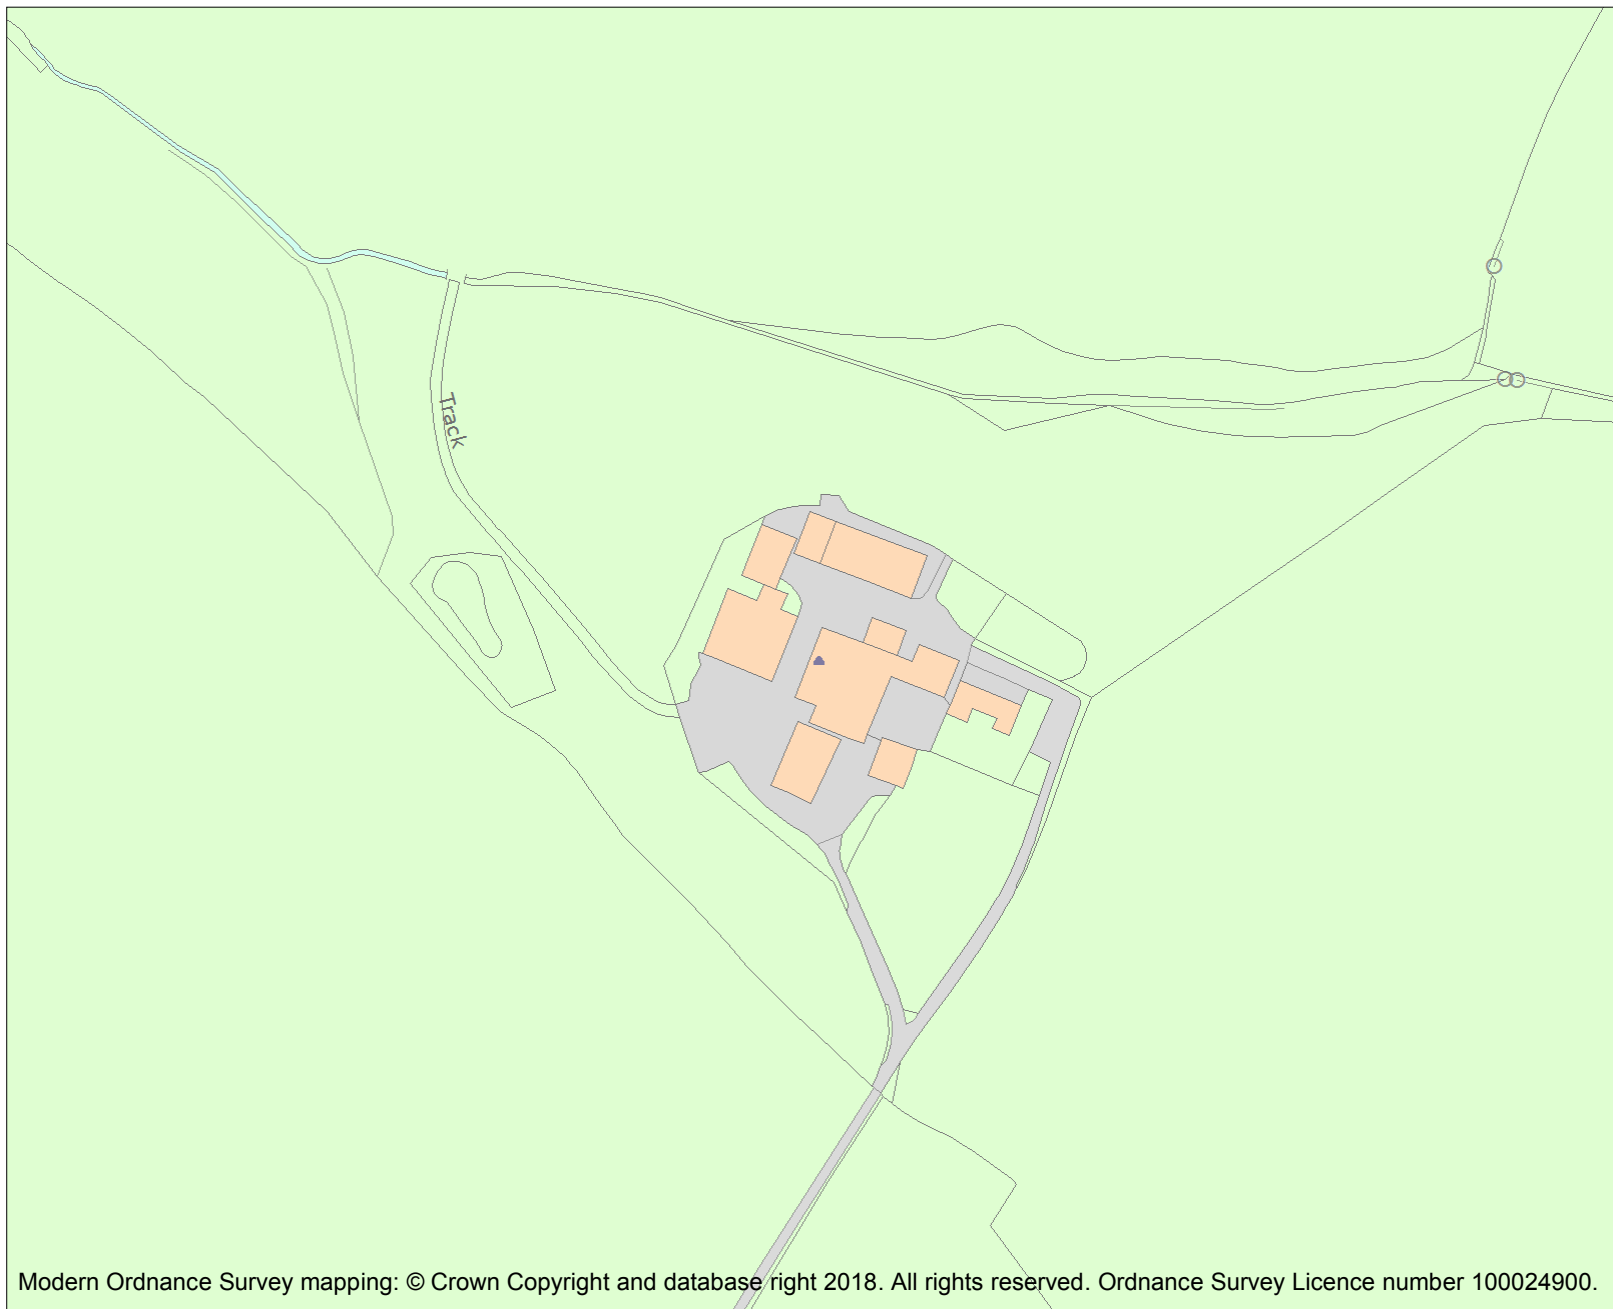 Track
Modern Ordnance Survey mapping: © Crown Copyright and database right 2018. All rights reserved. Ordnance Survey Licence number 100024900.